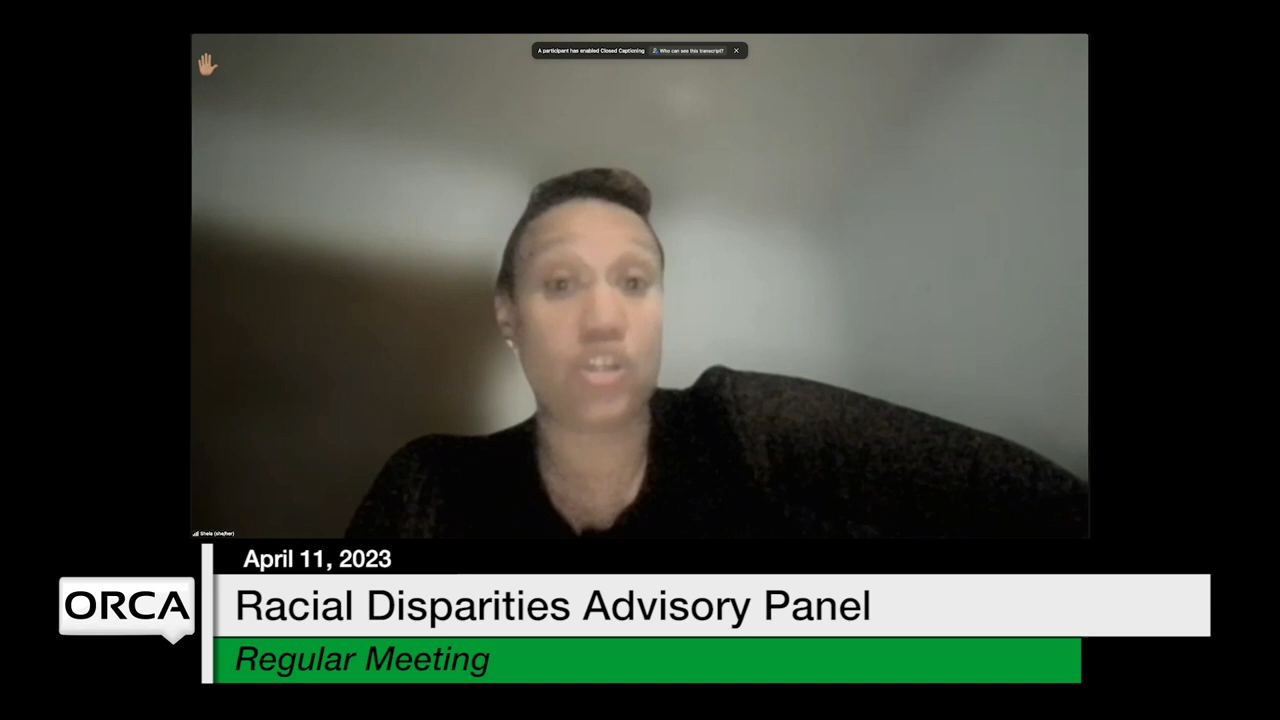 A participant has enabled Closed Captioning Who can see this transcript?
Shela (she/her)
April 11, 2023
ORCA
Racial Disparities Advisory Panel
Regular Meeting